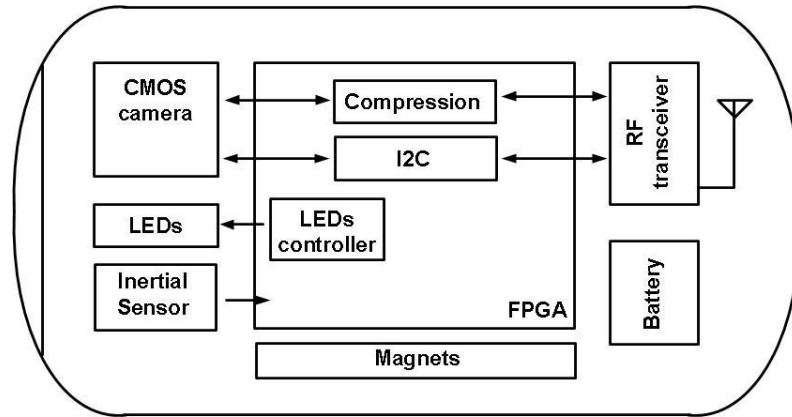 CMOS
camera
Compression
I2C
RF
transceiver
LEDs
LEDs
controller
Inertial
Sensor
FPGA
Battery
Magnets